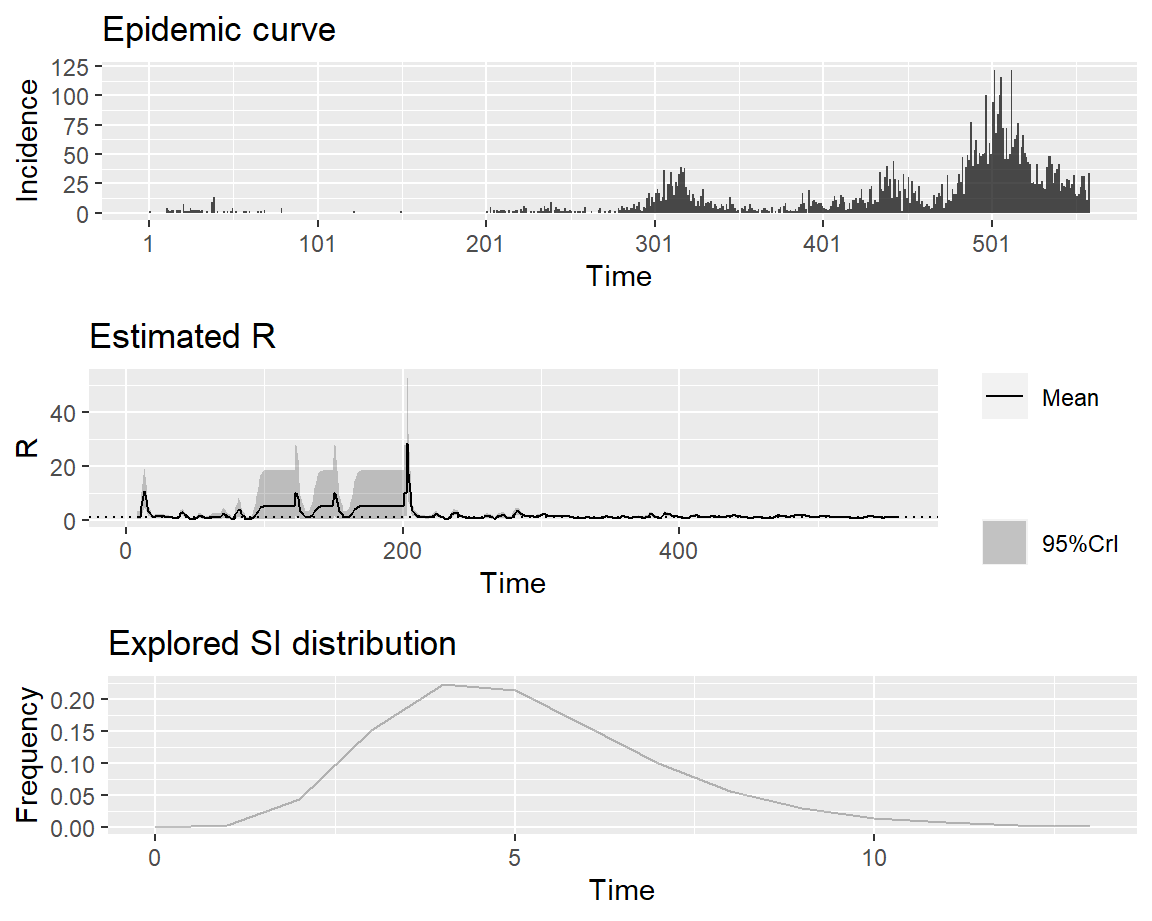 Epidemic curve
125
100
75
50
25
0
Incidence
1
101
201
301
401
501
Time
Estimated R
40
20
0
R
0
200
400
Time
Mean
95%CrI
Explored SI distribution
0.20
0.15
0.10
0.05
0.00
Frequency
0
5
10
Time